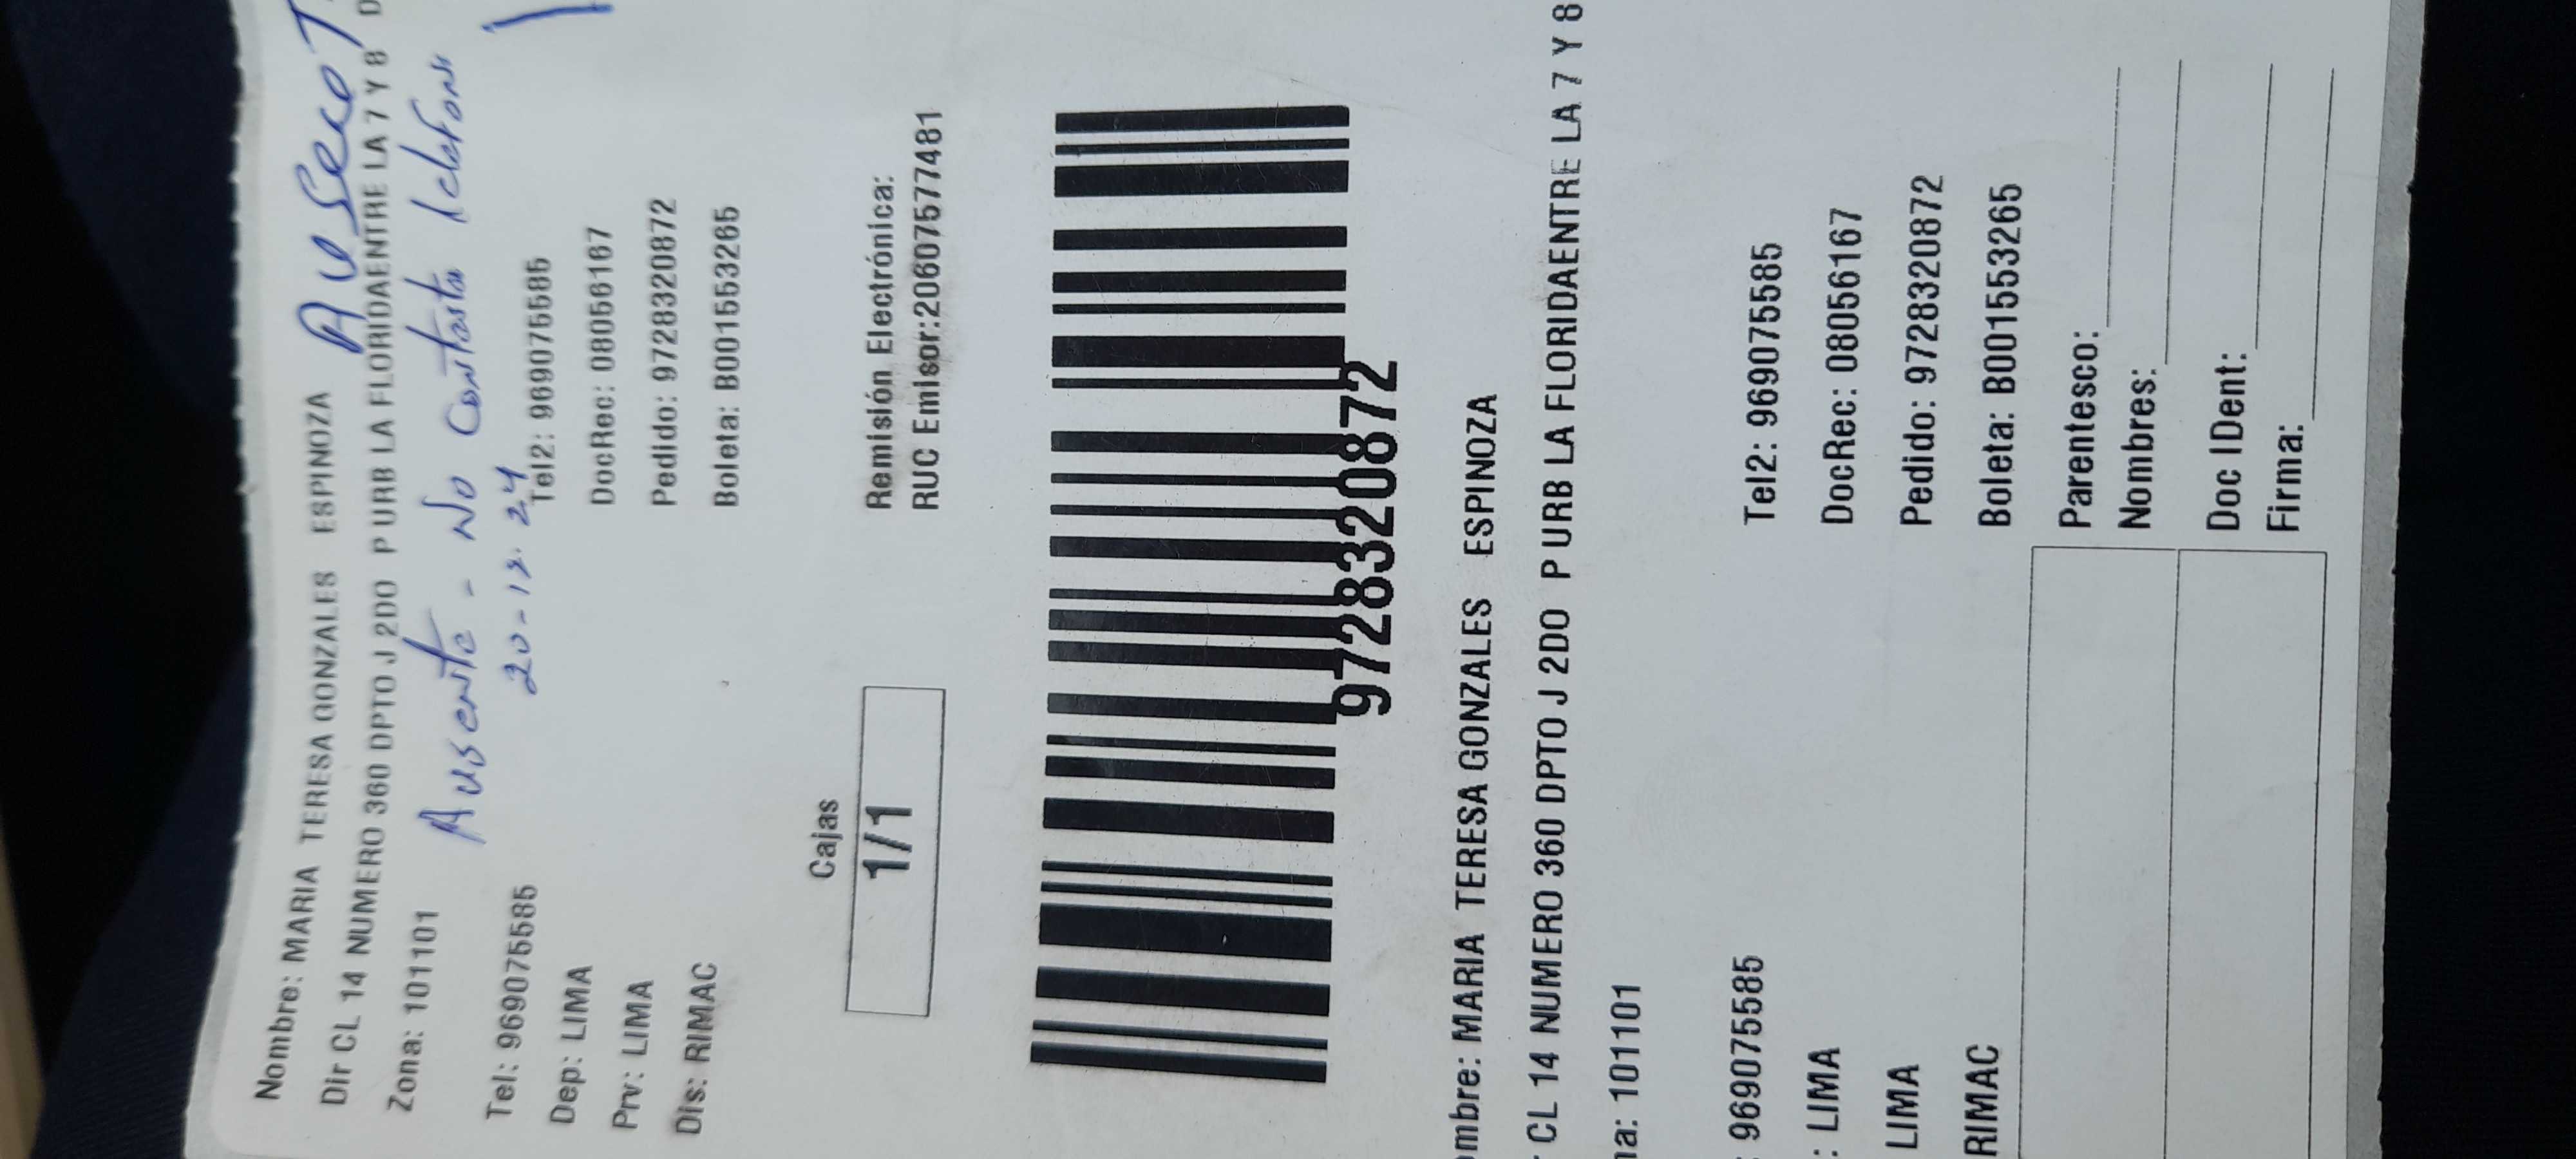 Nombre: MARIA TERESA GONZALES ESPINOZA
Dir CL 14 NUMERO 360 DPTO J 2DO P URB LA FLORIDAENTRE LA 7 Y 8 D
Zona: 101101
Ausente - No Contesta
20-12-24
Tel: 969075585 Tel2: 969075585
Dep: LIMA DocRec: 08056167
Prv: LIMA Pedido: 9728320872
Dis: RIMAC Boleta: B001553265
Cajas
1/1
Remisión Electrónica:
RUC Emisor:20607577481
9728320872
ombre: MARIA TERESA GONZALES ESPINOZA
CL 14 NUMERO 360 DPTO J 2DO P URB LA FLORIDAENTRE LA 7 Y 8
na: 101101
: 969075585 Tel2: 969075585
: LIMA DocRec: 08056167
LIMA Pedido: 9728320872
RIMAC Boleta: B001553265
Parentesco:
Nombres:
Doc IDent:
Firma: